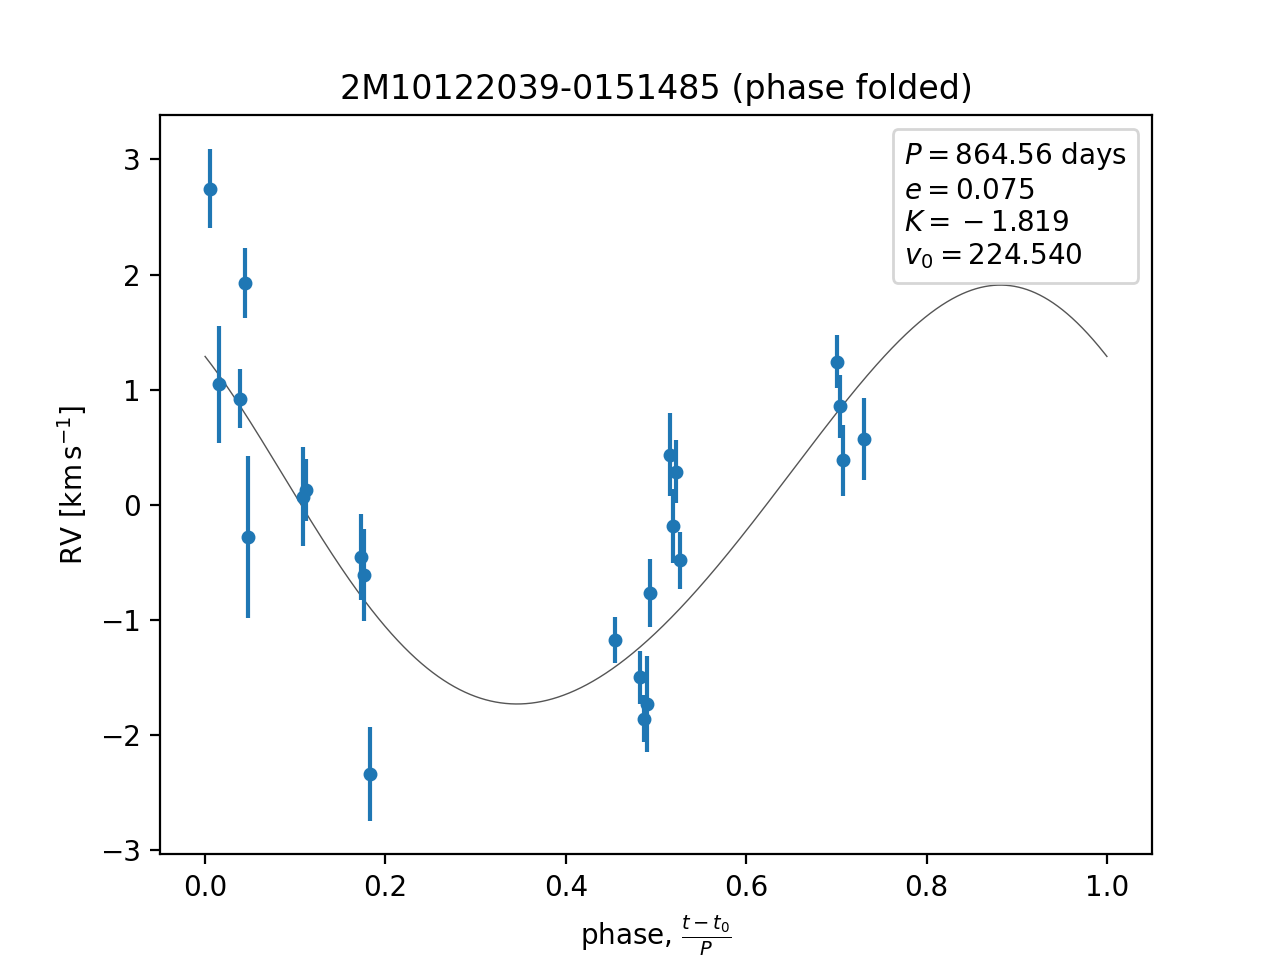 2M10122039-0151485 (phase folded)
P = 864.56 days
e = 0.075
K = −1.819
v₀ = 224.540
3
2
1
0
−1
−2
−3
RV [km s⁻¹]
0.0 0.2 0.4 0.6 0.8 1.0
phase, (t − t₀)/P